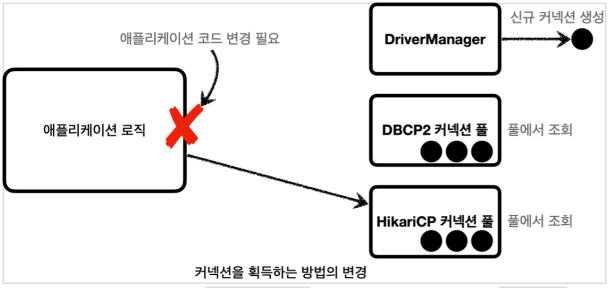 신규 커넥션 생성
애플리케이션 코드 변경 필요
DriverManager
애플리케이션 로직
DBCP2 커넥션 풀
풀에서 조회
HikariCP 커넥션 풀
풀에서 조회
커넥션을 획득하는 방법의 변경